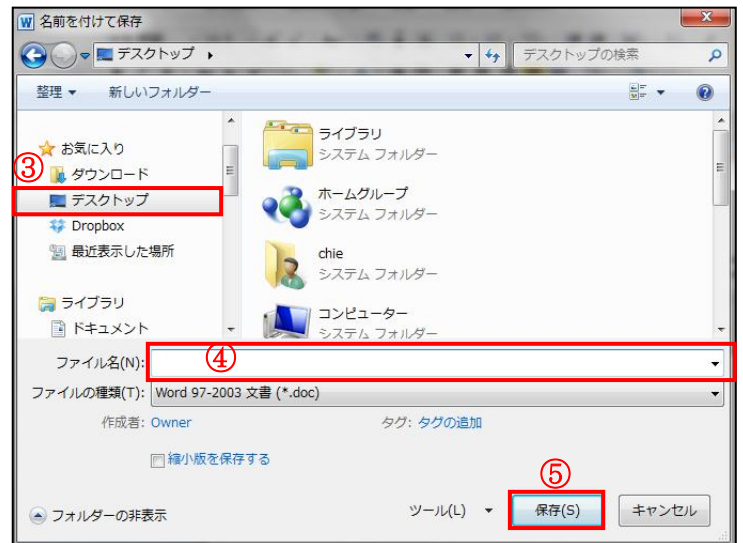 名前を付けて保存
デスクトップ
デスクトップの検索
整理 新しいフォルダー
お気に入り
③
ダウンロード
デスクトップ
Dropbox
最近表示した場所
ライブラリ
ドキュメント
ライブラリ
システム フォルダー
ホームグループ
システム フォルダー
chie
システム フォルダー
コンピューター
システム フォルダー
ファイル名(N): ④
ファイルの種類(T): Word 97-2003 文書 (*.doc)
作成者: Owner タグ: タグの追加
縮小版を保存する
⑤
フォルダーの非表示 ツール(L) 保存(S) キャンセル